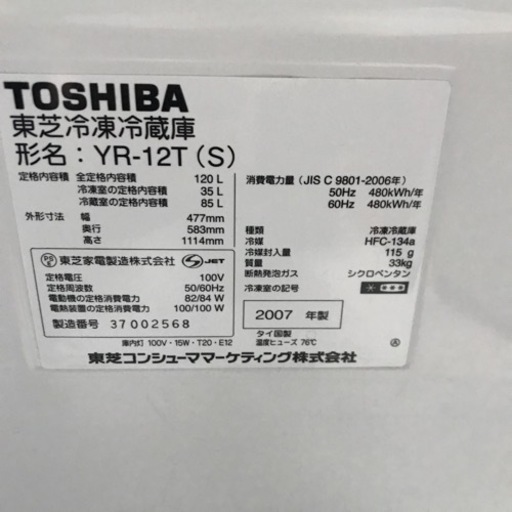 TOSHIBA
東芝冷凍冷蔵庫
形名：YR-12T（S）
定格内容積 全定格内容積 120 L
冷凍室の定格内容積 35 L
冷蔵室の定格内容積 85 L
外形寸法 幅 477mm
奥行 583mm
高さ 1114mm
消費電力量（JIS C 9801-2006年）
50Hz 480kWh/年
60Hz 480kWh/年
種類 冷凍冷蔵庫
冷媒 HFC-134a
冷媒封入量 115 g
質量 33kg
断熱発泡ガス シクロペンタン
冷凍室の記号
PS E 東芝家電製造株式会社 JET
定格電圧 100V
定格周波数 50/60Hz
電動機の定格消費電力 82/84 W
電熱装置の定格消費電力 100/100 W
製造番号 37002568
2007 年製
タイ国製
温度ヒューズ 76℃
庫内灯 100V・15W・T20・E12
東芝コンシューママーケティング株式会社